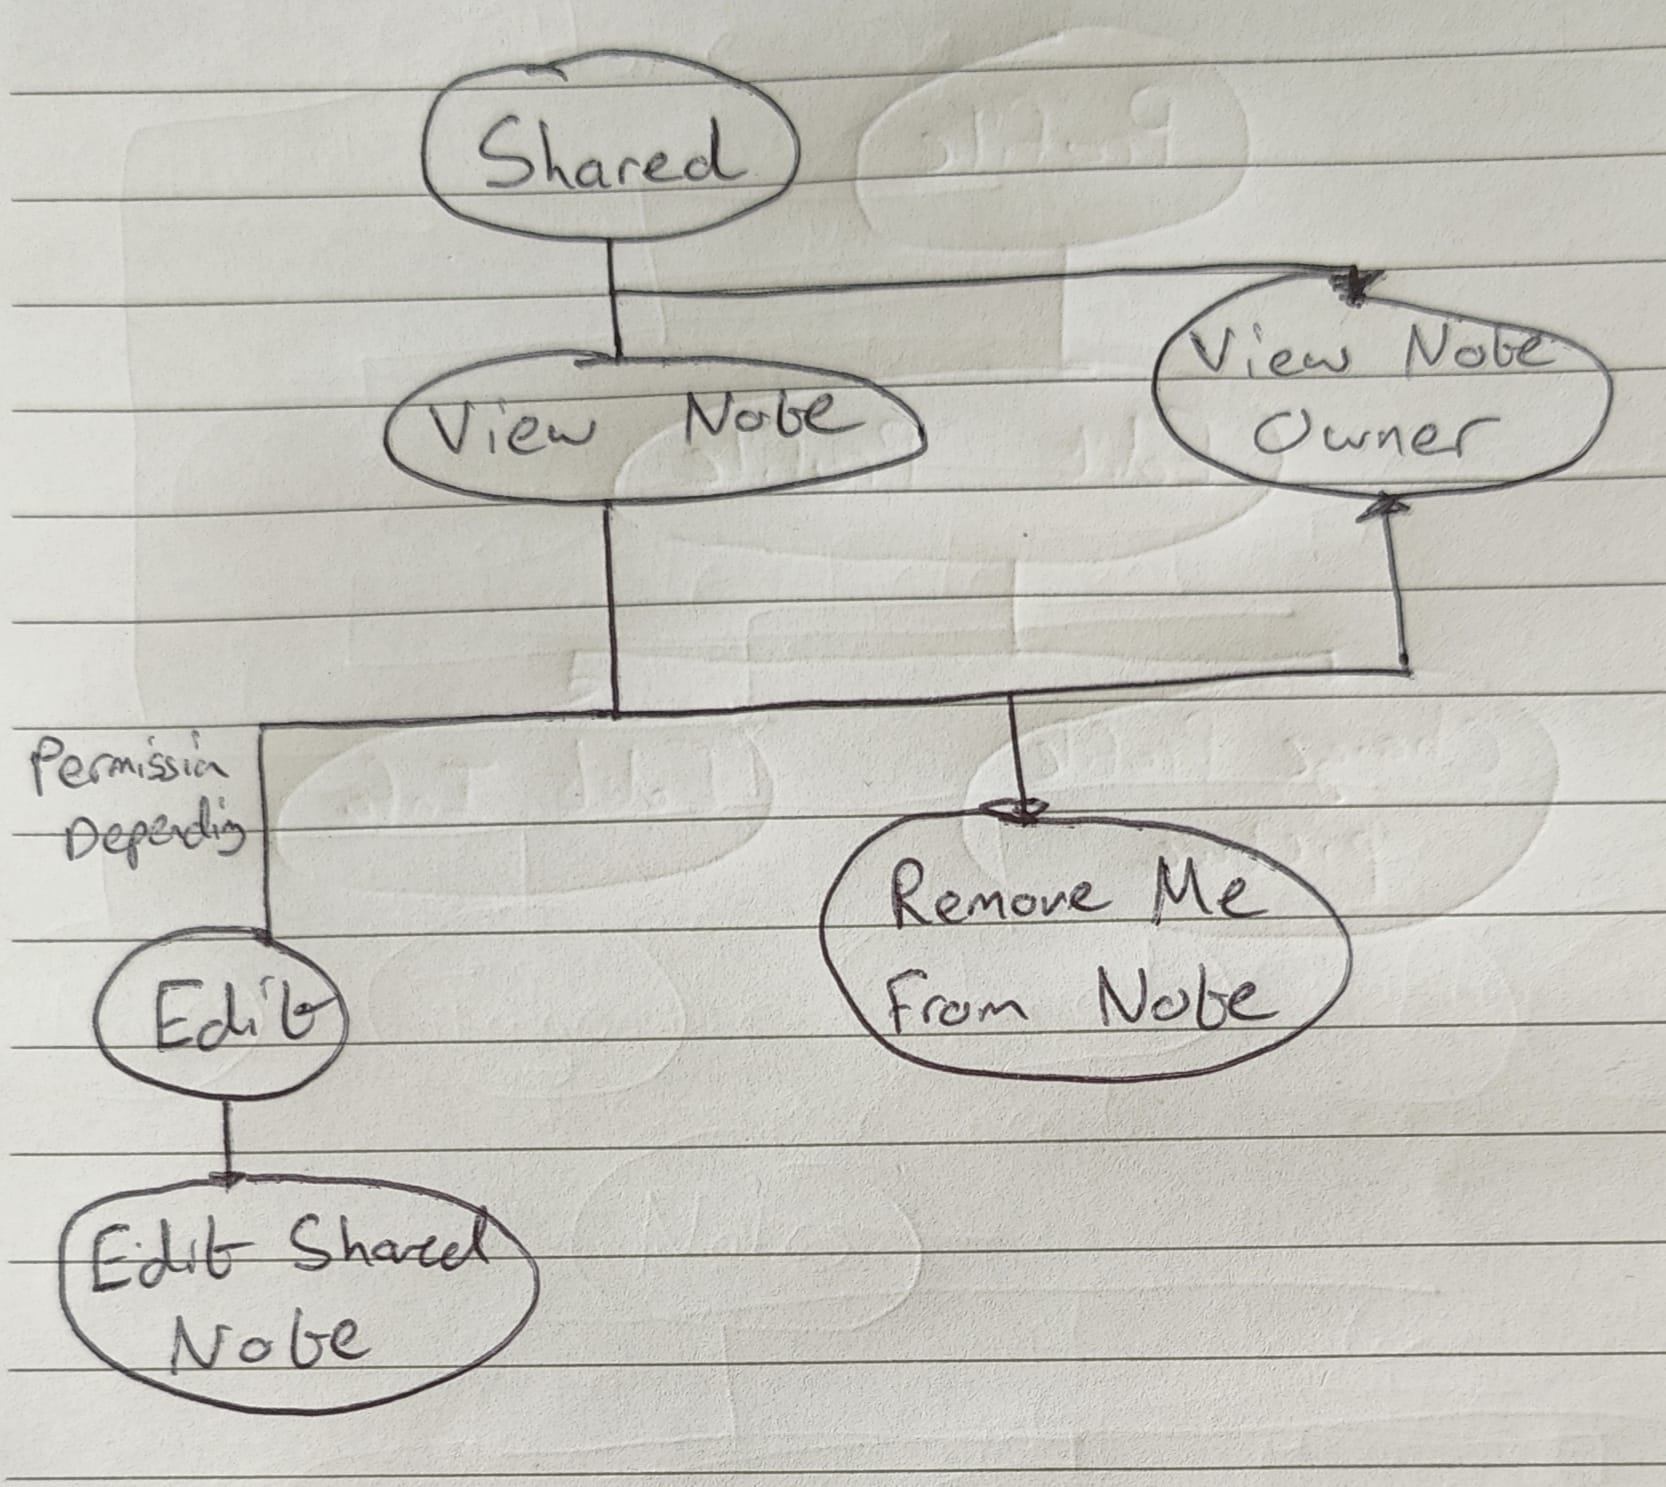 Shared
View Note
View Note
Owner
Permission
Depending
Remove Me
From Note
Edit
Edit Shared
Note